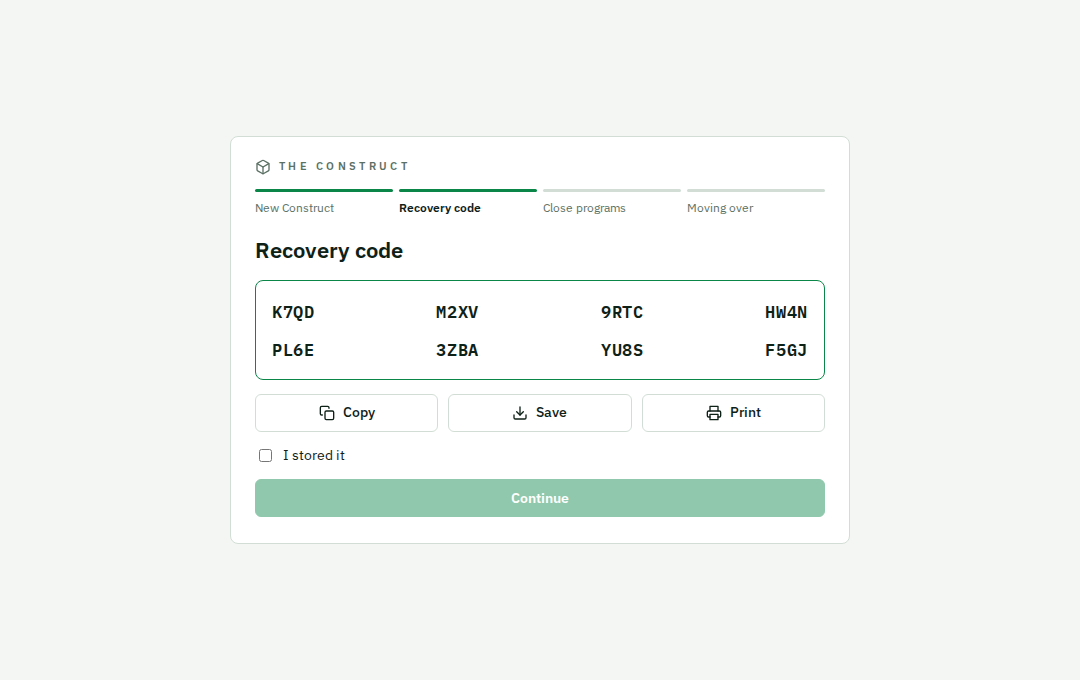 THE CONSTRUCT
New Construct Recovery code Close programs Moving over
Recovery code
K7QD M2XV 9RTC HW4N
PL6E 3ZBA YU8S F5GJ
Copy Save Print
I stored it
Continue